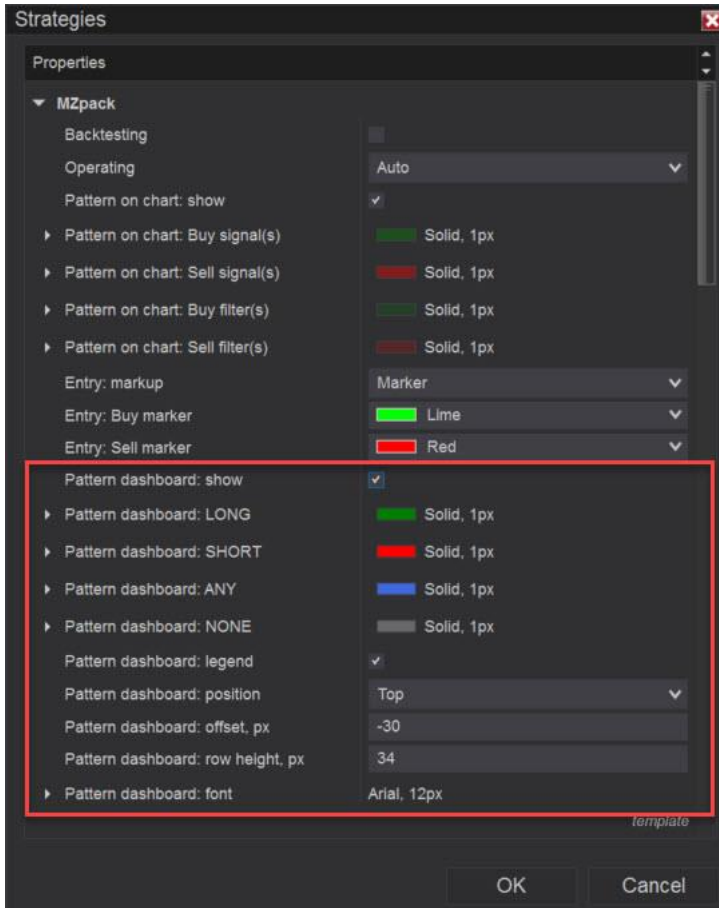 Strategies
Properties
MZpack
Backtesting
Operating Auto
Pattern on chart: show
Pattern on chart: Buy signal(s) Solid, 1px
Pattern on chart: Sell signal(s) Solid, 1px
Pattern on chart: Buy filter(s) Solid, 1px
Pattern on chart: Sell filter(s) Solid, 1px
Entry: markup Marker
Entry: Buy marker Lime
Entry: Sell marker Red
Pattern dashboard: show
Pattern dashboard: LONG Solid, 1px
Pattern dashboard: SHORT Solid, 1px
Pattern dashboard: ANY Solid, 1px
Pattern dashboard: NONE Solid, 1px
Pattern dashboard: legend
Pattern dashboard: position Top
Pattern dashboard: offset, px -30
Pattern dashboard: row height, px 34
Pattern dashboard: font Arial, 12px
template
OK Cancel